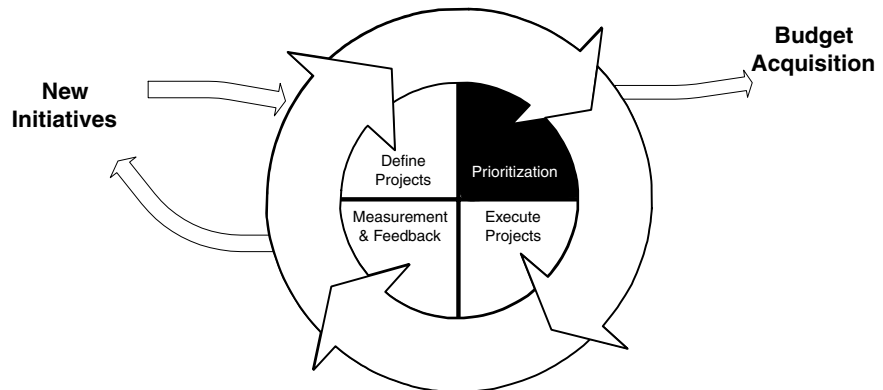 Budget
Acquisition
New
Initiatives
Define
Projects
Prioritization
Measurement
& Feedback
Execute
Projects